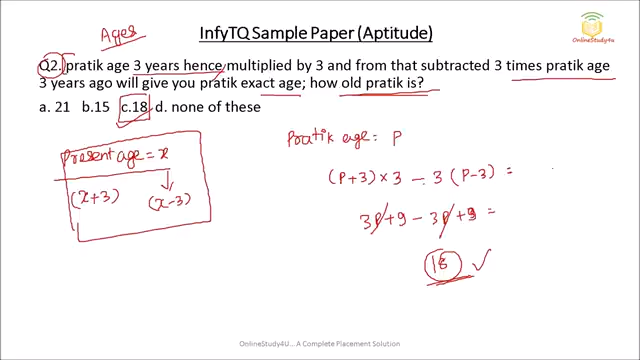 Ages
InfyTQ Sample Paper (Aptitude)
OnlineStudy4u
Q2. pratik age 3 years hence multiplied by 3 and from that subtracted 3 times pratik age
3 years ago will give you pratik exact age; how old pratik is?
a. 21 b.15 c.18 d. none of these
Present age = x
(x+3) (x-3)
Pratik age = P
(P+3) × 3 - 3 (P-3) =
3P+9 - 3P +9 =
18 ✓
OnlineStudy4U... A Complete Placement Solution